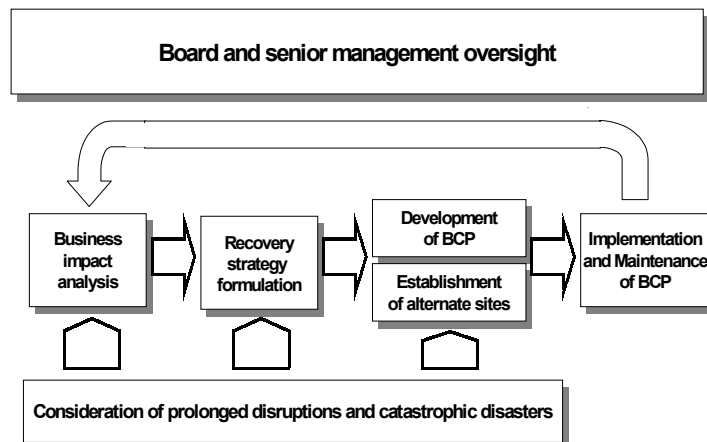 Board and senior management oversight
Business
impact
analysis
Recovery
strategy
formulation
Development
of BCP
Establishment
of alternate sites
Implementation
and Maintenance
of BCP
Consideration of prolonged disruptions and catastrophic disasters